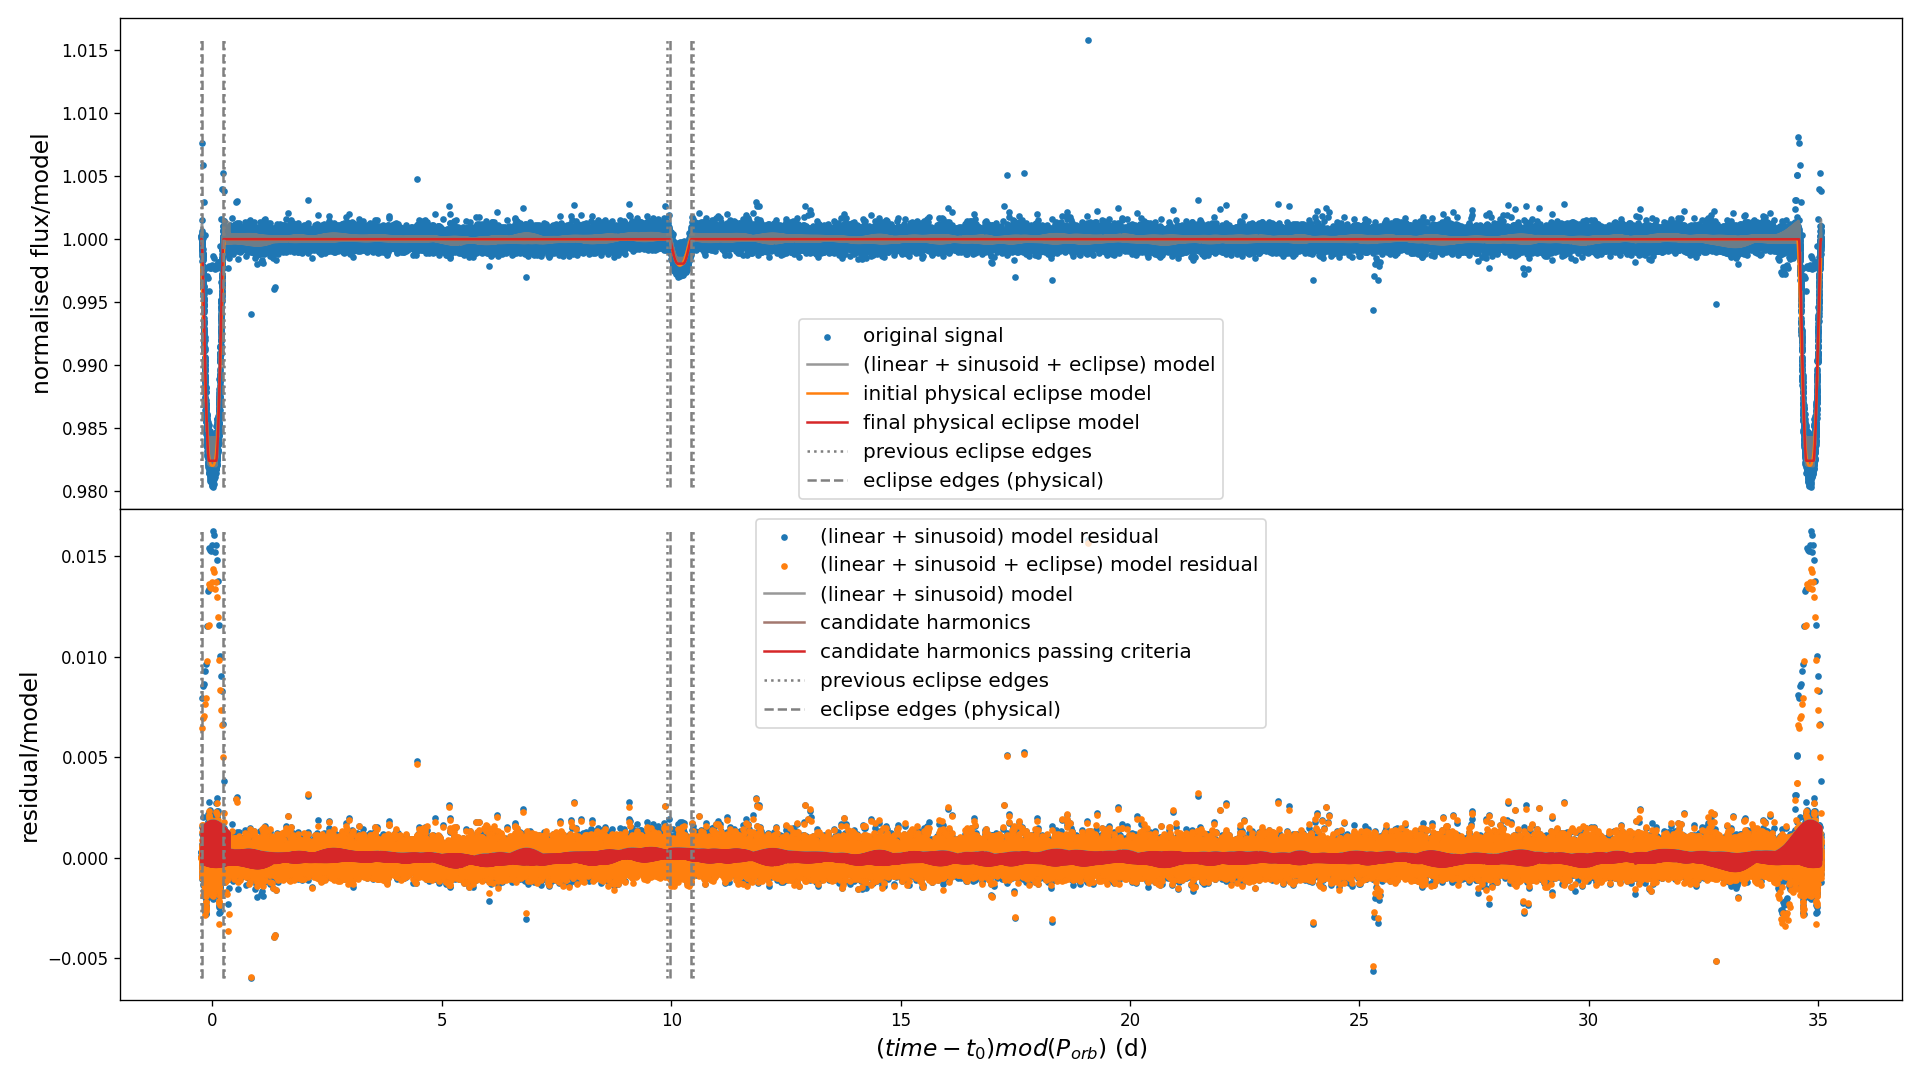 normalised flux/model
1.015
1.010
1.005
1.000
0.995
0.990
0.985
0.980
original signal
(linear + sinusoid + eclipse) model
initial physical eclipse model
final physical eclipse model
previous eclipse edges
eclipse edges (physical)
residual/model
0.015
0.010
0.005
0.000
−0.005
(linear + sinusoid) model residual
(linear + sinusoid + eclipse) model residual
(linear + sinusoid) model
candidate harmonics
candidate harmonics passing criteria
previous eclipse edges
eclipse edges (physical)
0 5 10 15 20 25 30 35
(time − t₀)mod(Pₒᵣb) (d)